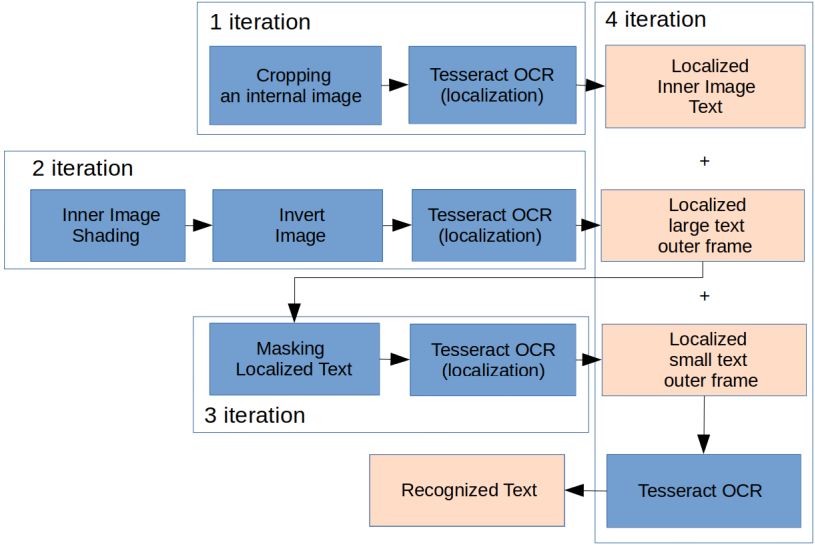 1 iteration
Cropping
an internal image
Tesseract OCR
(localization)
4 iteration
Localized
Inner Image
Text
+
2 iteration
Inner Image
Shading
Invert
Image
Tesseract OCR
(localization)
Localized
large text
outer frame
+
Masking
Localized Text
Tesseract OCR
(localization)
3 iteration
Localized
small text
outer frame
Tesseract OCR
Recognized Text